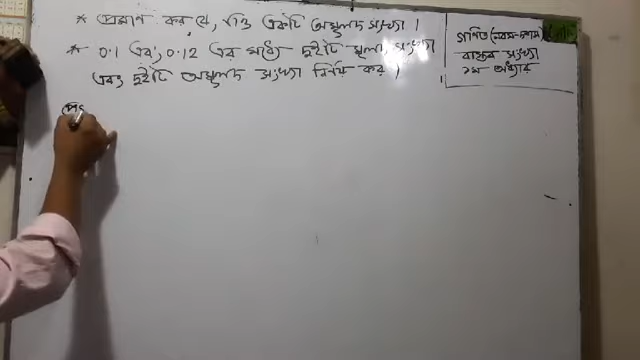 * প্রমাণ কর যে, একটি অমূলদ সংখ্যা ।
* 0.1 এবং 0.12 এর মধ্যে দুইটি মূলদ সংখ্যা
এবং দুইটি অমূলদ সংখ্যা নির্ণয় কর ।
গণিত (নবম-দশম)
বাস্তব সংখ্যা
১ম অধ্যায়